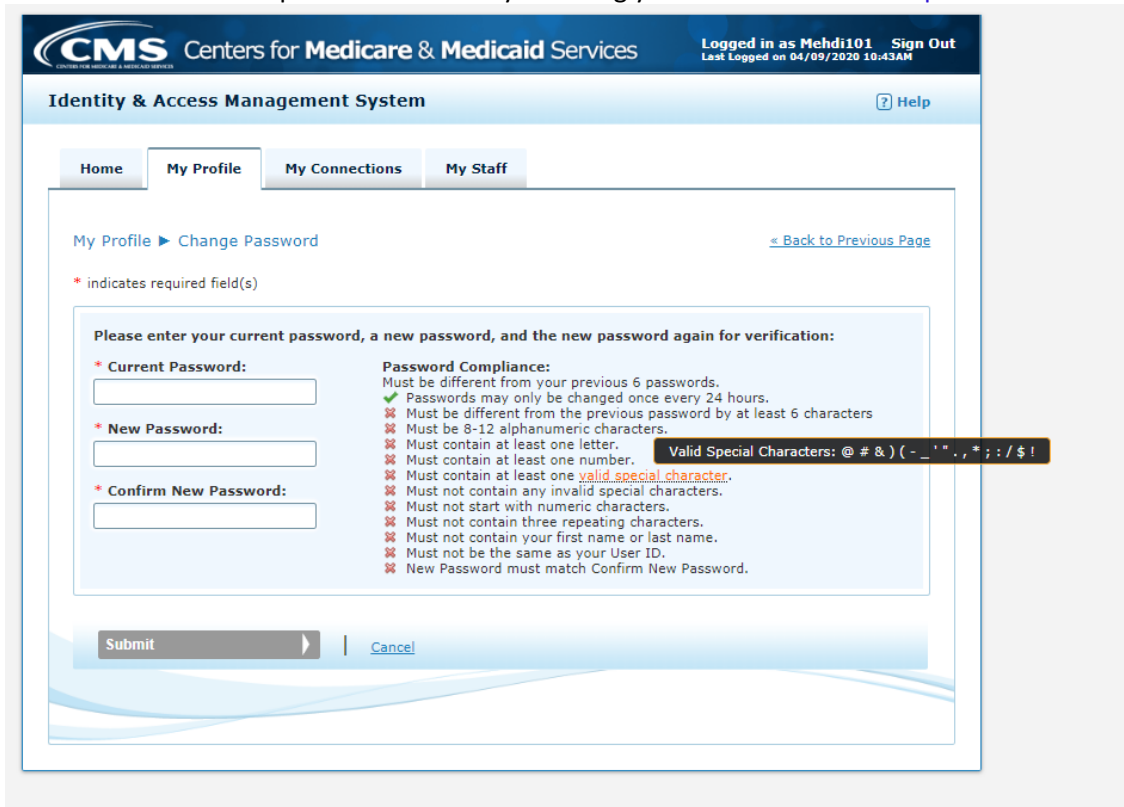 CMS Centers for Medicare & Medicaid Services
CENTERS FOR MEDICARE & MEDICAID SERVICES
Logged in as Mehdi101 Sign Out
Last Logged on 04/09/2020 10:43AM
Identity & Access Management System
? Help
Home My Profile My Connections My Staff
My Profile ► Change Password
« Back to Previous Page
* indicates required field(s)
Please enter your current password, a new password, and the new password again for verification:
* Current Password:
* New Password:
* Confirm New Password:
Password Compliance:
Must be different from your previous 6 passwords.
Passwords may only be changed once every 24 hours.
Must be different from the previous password by at least 6 characters
Must be 8-12 alphanumeric characters.
Must contain at least one letter.
Must contain at least one number.
Valid Special Characters: @ # & ) ( - _ ' " . , * ; : / $ !
Must contain at least one valid special character.
Must not contain any invalid special characters.
Must not start with numeric characters.
Must not contain three repeating characters.
Must not contain your first name or last name.
Must not be the same as your User ID.
New Password must match Confirm New Password.
Submit
Cancel